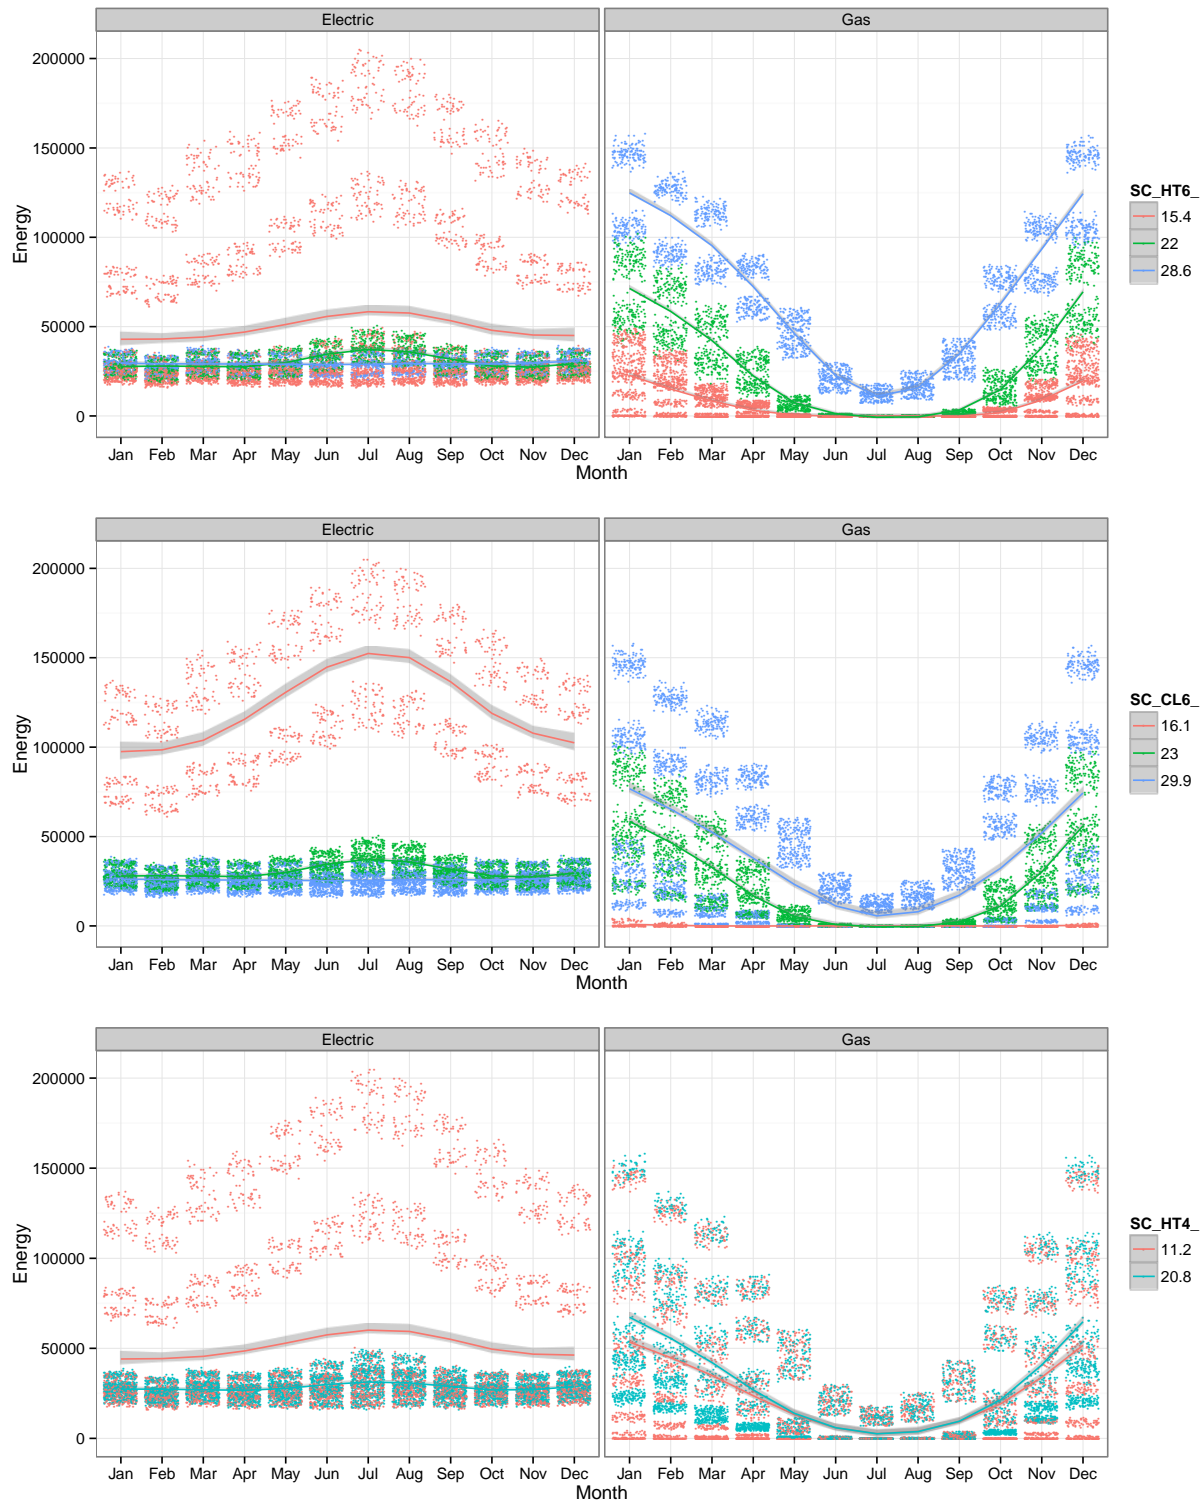 Electric Gas
200000
150000
100000
50000
0
Energy
Jan Feb Mar Apr May Jun Jul Aug Sep Oct Nov Dec Jan Feb Mar Apr May Jun Jul Aug Sep Oct Nov Dec
Month
SC_HT6_
15.4
22
28.6
Electric Gas
200000
150000
100000
50000
0
Energy
Jan Feb Mar Apr May Jun Jul Aug Sep Oct Nov Dec Jan Feb Mar Apr May Jun Jul Aug Sep Oct Nov Dec
Month
SC_CL6_
16.1
23
29.9
Electric Gas
200000
150000
100000
50000
0
Energy
Jan Feb Mar Apr May Jun Jul Aug Sep Oct Nov Dec Jan Feb Mar Apr May Jun Jul Aug Sep Oct Nov Dec
Month
SC_HT4_
11.2
20.8